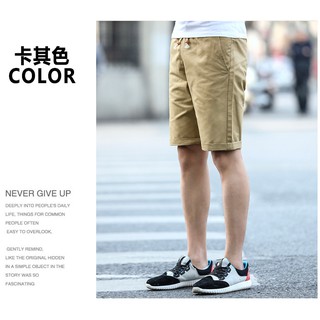 卡其色
COLOR
NEVER GIVE UP
DEEPLY INTO PEOPLE'S DAILY
LIFE, THINGS FOR COMMON
PEOPLE OFTEN
EASY TO OVERLOOK.
GENTLY REMIND,
LIKE THE ORIGINAL HIDDEN
IN A SIMPLE OBJECT IN THE
STORY WAS SO
FASCINATING